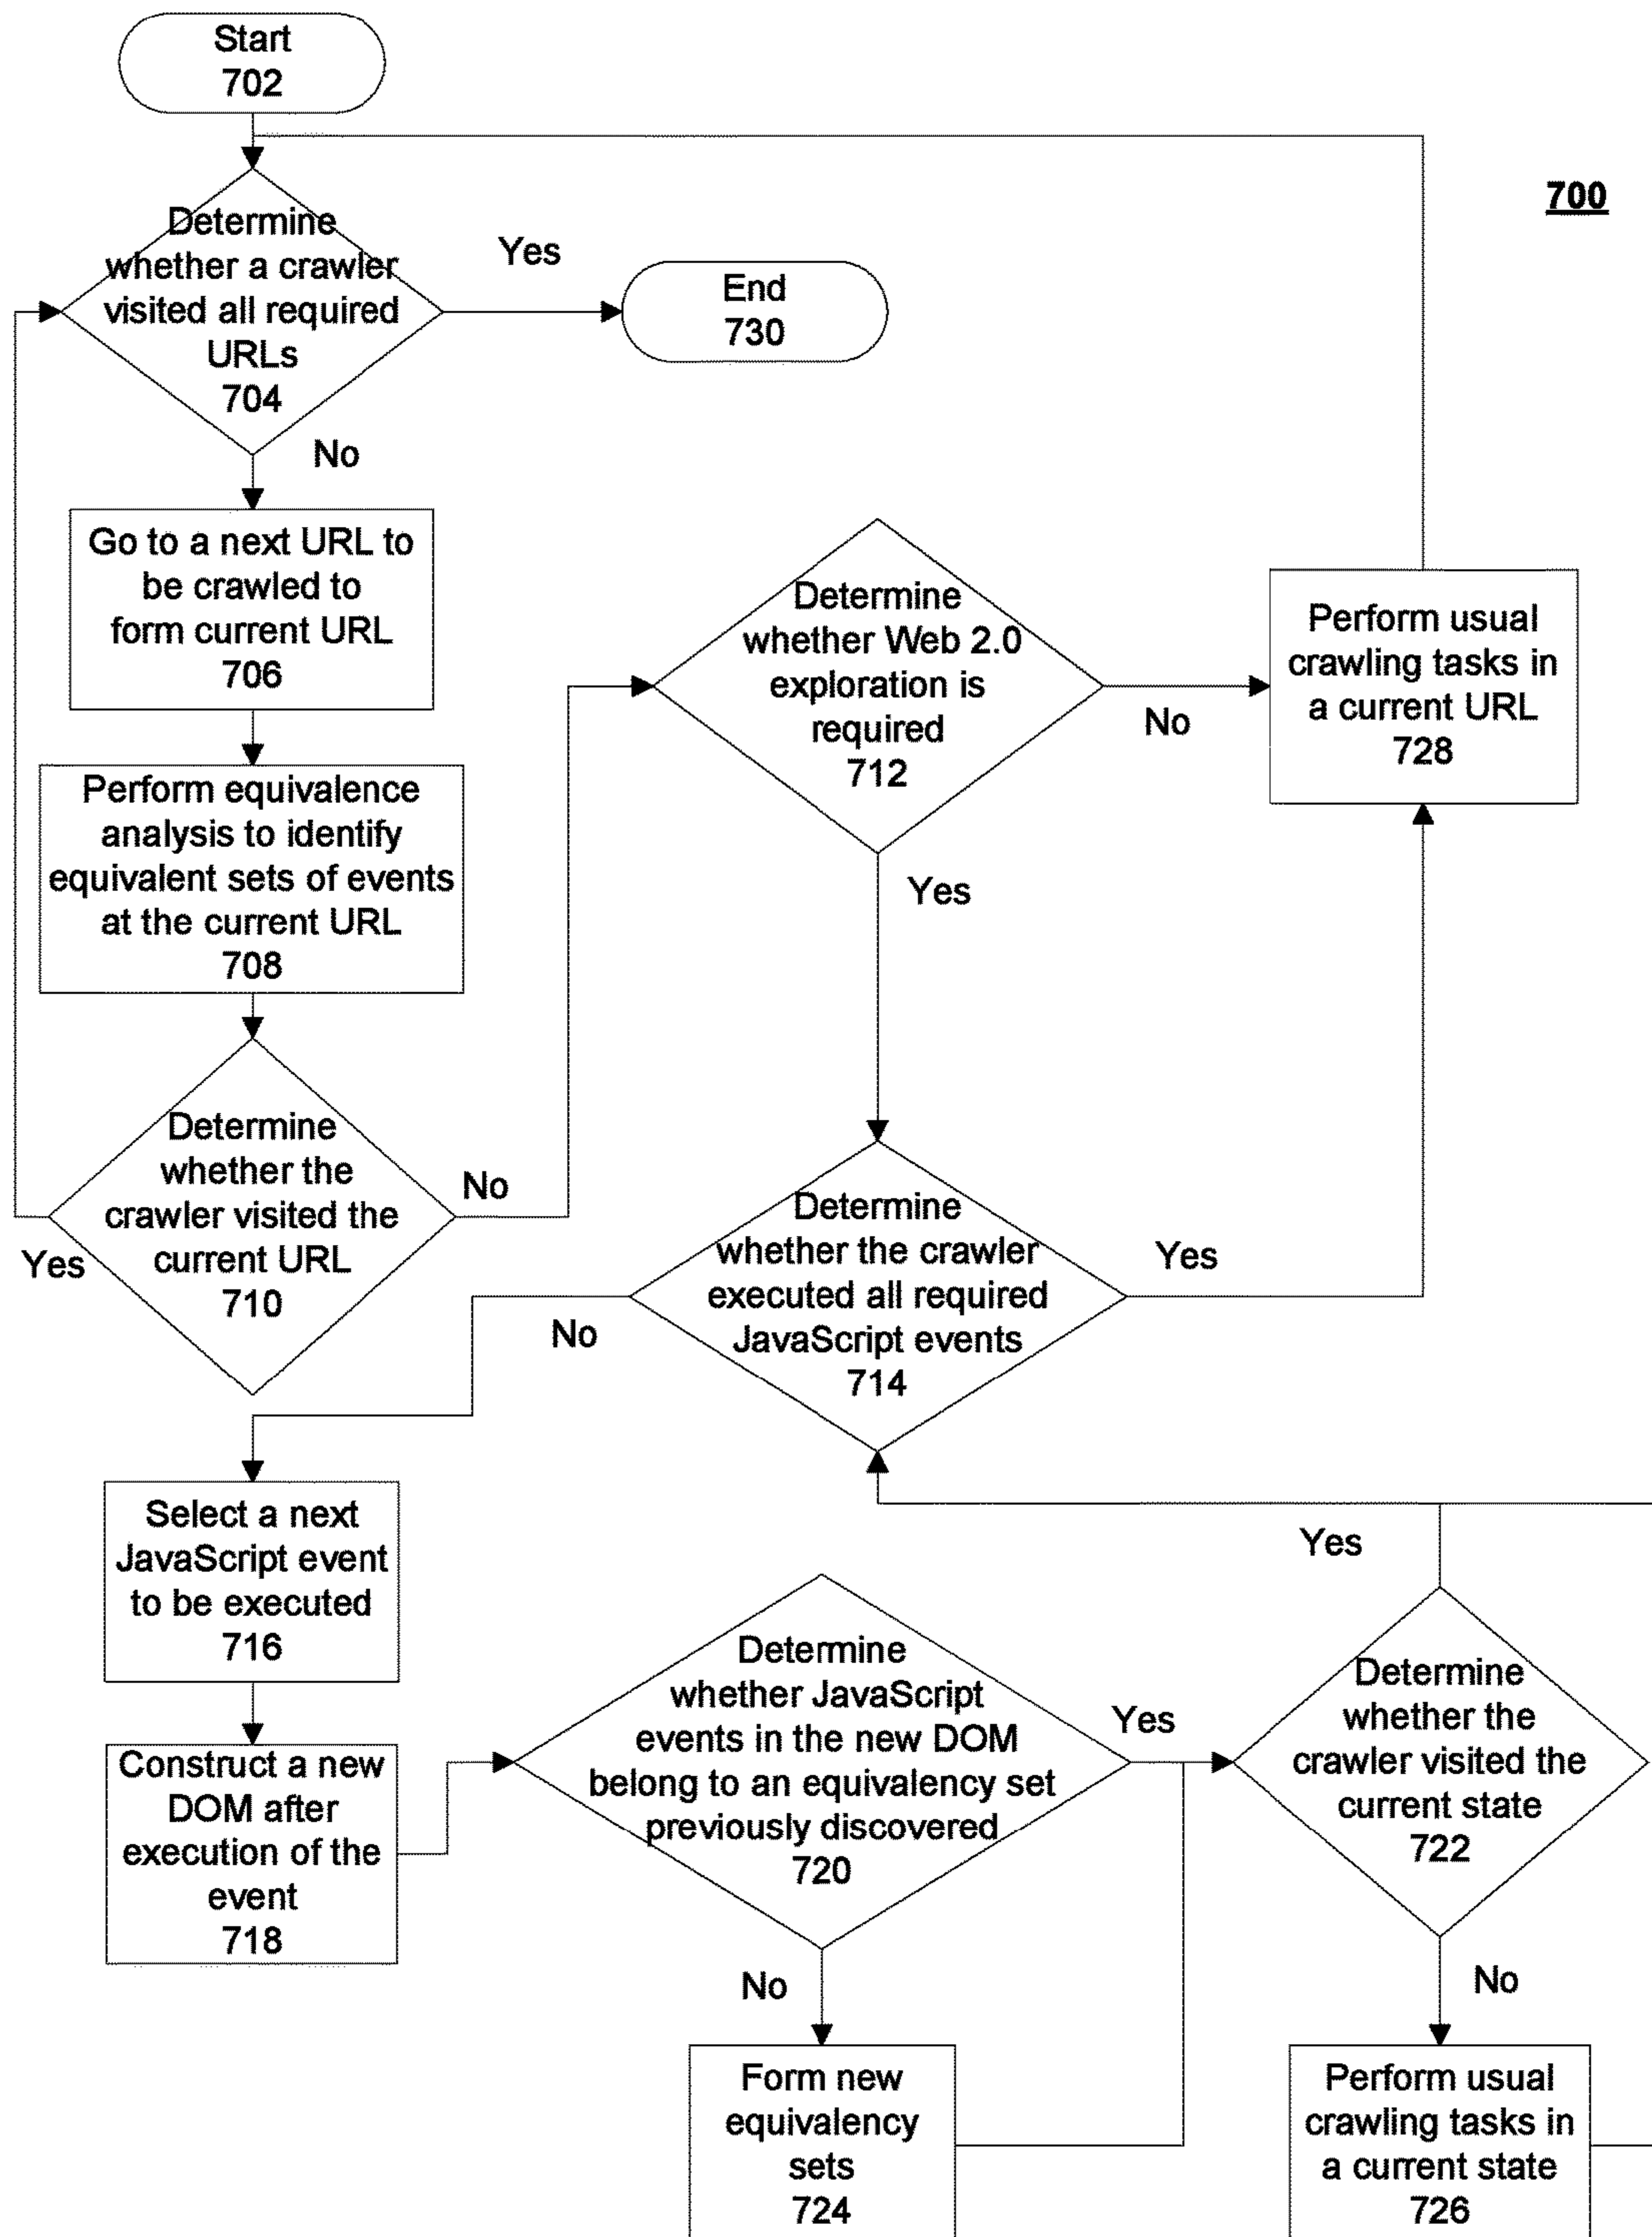 Start
702
700
Determine
whether a crawler
visited all required
URLs
704
Yes
End
730
No
Go to a next URL to
be crawled to
form current URL
706
Determine
whether Web 2.0
exploration is
required
712
No
Perform usual
crawling tasks in
a current URL
728
Perform equivalence
analysis to identify
equivalent sets of events
at the current URL
708
Yes
Determine
whether the
crawler visited the
current URL
710
No
Yes
Determine
whether the crawler
executed all required
JavaScript events
714
Yes
No
Select a next
JavaScript event
to be executed
716
Construct a new
DOM after
execution of the
event
718
Determine
whether JavaScript
events in the new DOM
belong to an equivalency set
previously discovered
720
Yes
Yes
Determine
whether the
crawler visited the
current state
722
No
No
Form new
equivalency
sets
724
Perform usual
crawling tasks in
a current state
726